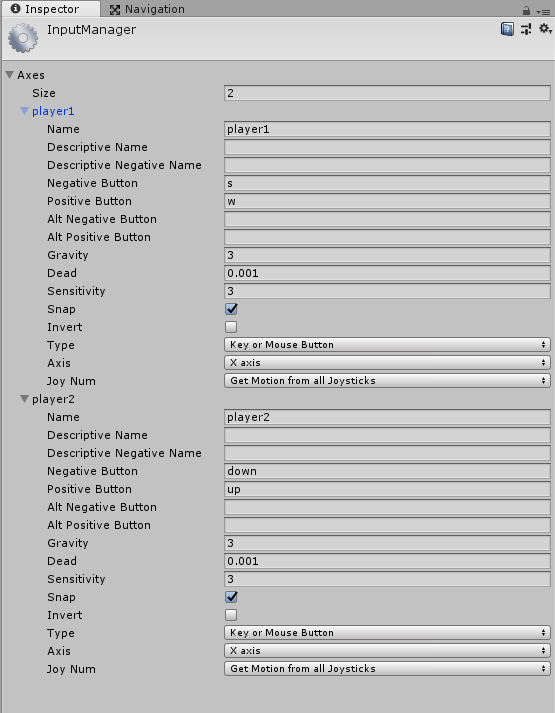 Inspector Navigation
InputManager
Axes
Size 2
player1
Name player1
Descriptive Name
Descriptive Negative Name
Negative Button s
Positive Button w
Alt Negative Button
Alt Positive Button
Gravity 3
Dead 0.001
Sensitivity 3
Snap
Invert
Type Key or Mouse Button
Axis X axis
Joy Num Get Motion from all Joysticks
player2
Name player2
Descriptive Name
Descriptive Negative Name
Negative Button down
Positive Button up
Alt Negative Button
Alt Positive Button
Gravity 3
Dead 0.001
Sensitivity 3
Snap
Invert
Type Key or Mouse Button
Axis X axis
Joy Num Get Motion from all Joysticks